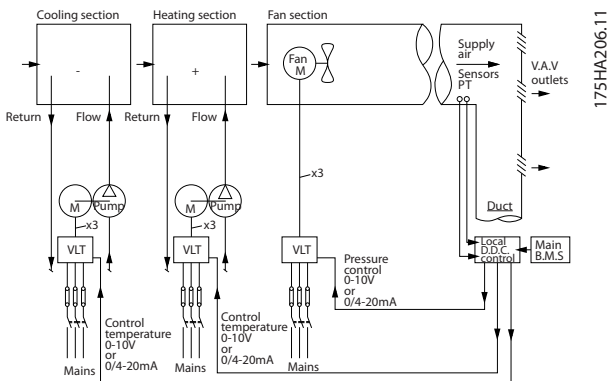 Cooling section
Heating section
Fan section
-
+
Fan
M
Supply
air
Sensors
PT
V.A.V
outlets
Return
Flow
Return
Flow
M
Pump
M
Pump
x3
x3
x3
Duct
VLT
VLT
VLT
Pressure
control
0-10V
or
0/4-20mA
Local
D.D.C.
control
Main
B.M.S
Control
temperature
0-10V
or
0/4-20mA
Control
temperature
0-10V
or
0/4-20mA
Mains
Mains
Mains
175HA206.11